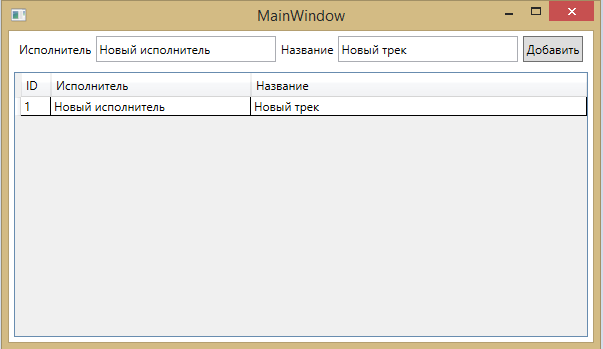 MainWindow
Исполнитель Новый исполнитель Название Новый трек Добавить
ID Исполнитель Название
1 Новый исполнитель Новый трек